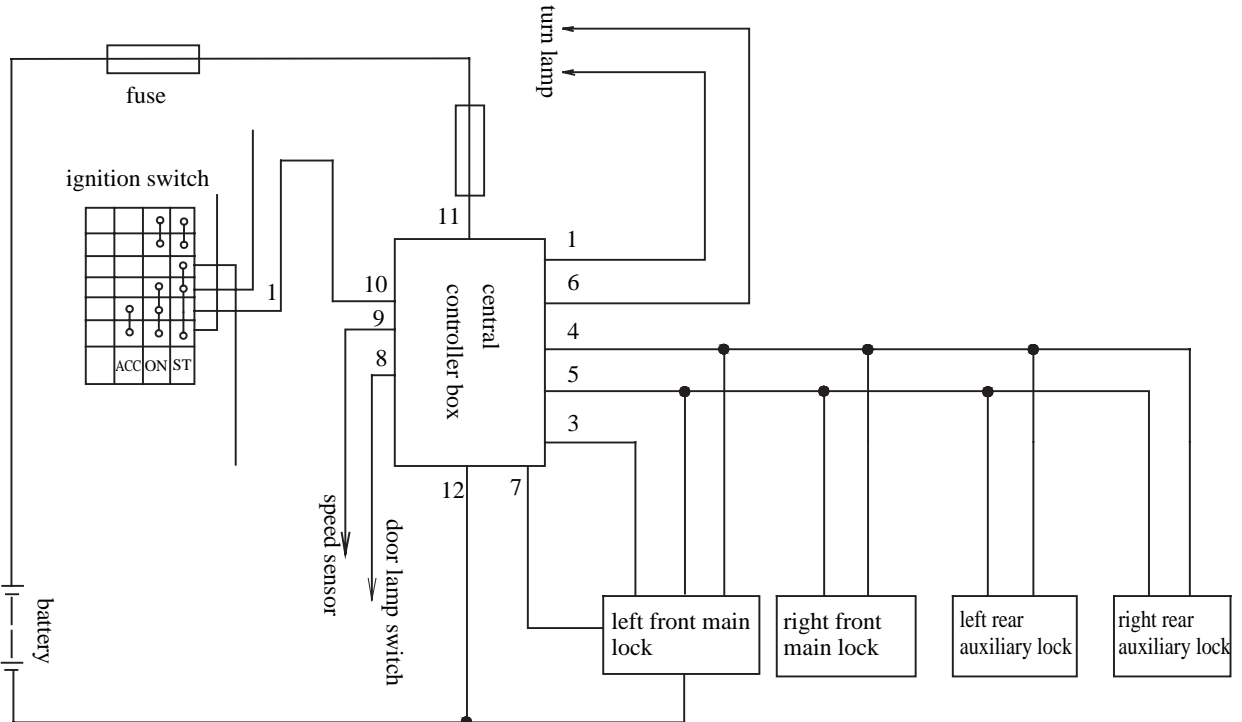 turn lamp
fuse
ignition switch
11
1
10
1
6
central
controller box
9
4
8
ACC ON ST
5
3
12
7
speed sensor
door lamp switch
battery
left front main
lock
right front
main lock
left rear
auxiliary lock
right rear
auxiliary lock